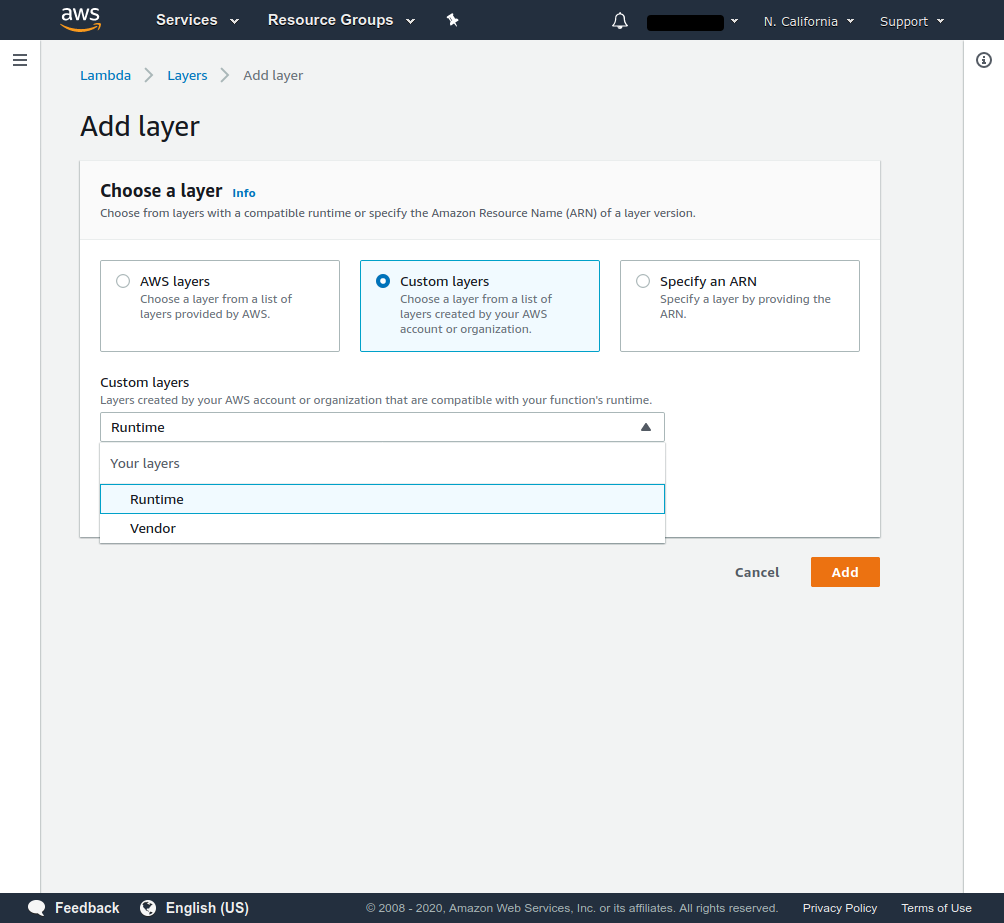 aws Services Resource Groups N. California Support
Lambda Layers Add layer
Add layer
Choose a layer Info
Choose from layers with a compatible runtime or specify the Amazon Resource Name (ARN) of a layer version.
AWS layers
Choose a layer from a list of
layers provided by AWS.
Custom layers
Choose a layer from a list of
layers created by your AWS
account or organization.
Specify an ARN
Specify a layer by providing the
ARN.
Custom layers
Layers created by your AWS account or organization that are compatible with your function's runtime.
Runtime
Your layers
Runtime
Vendor
Cancel Add
Feedback English (US) © 2008 - 2020, Amazon Web Services, Inc. or its affiliates. All rights reserved. Privacy Policy Terms of Use